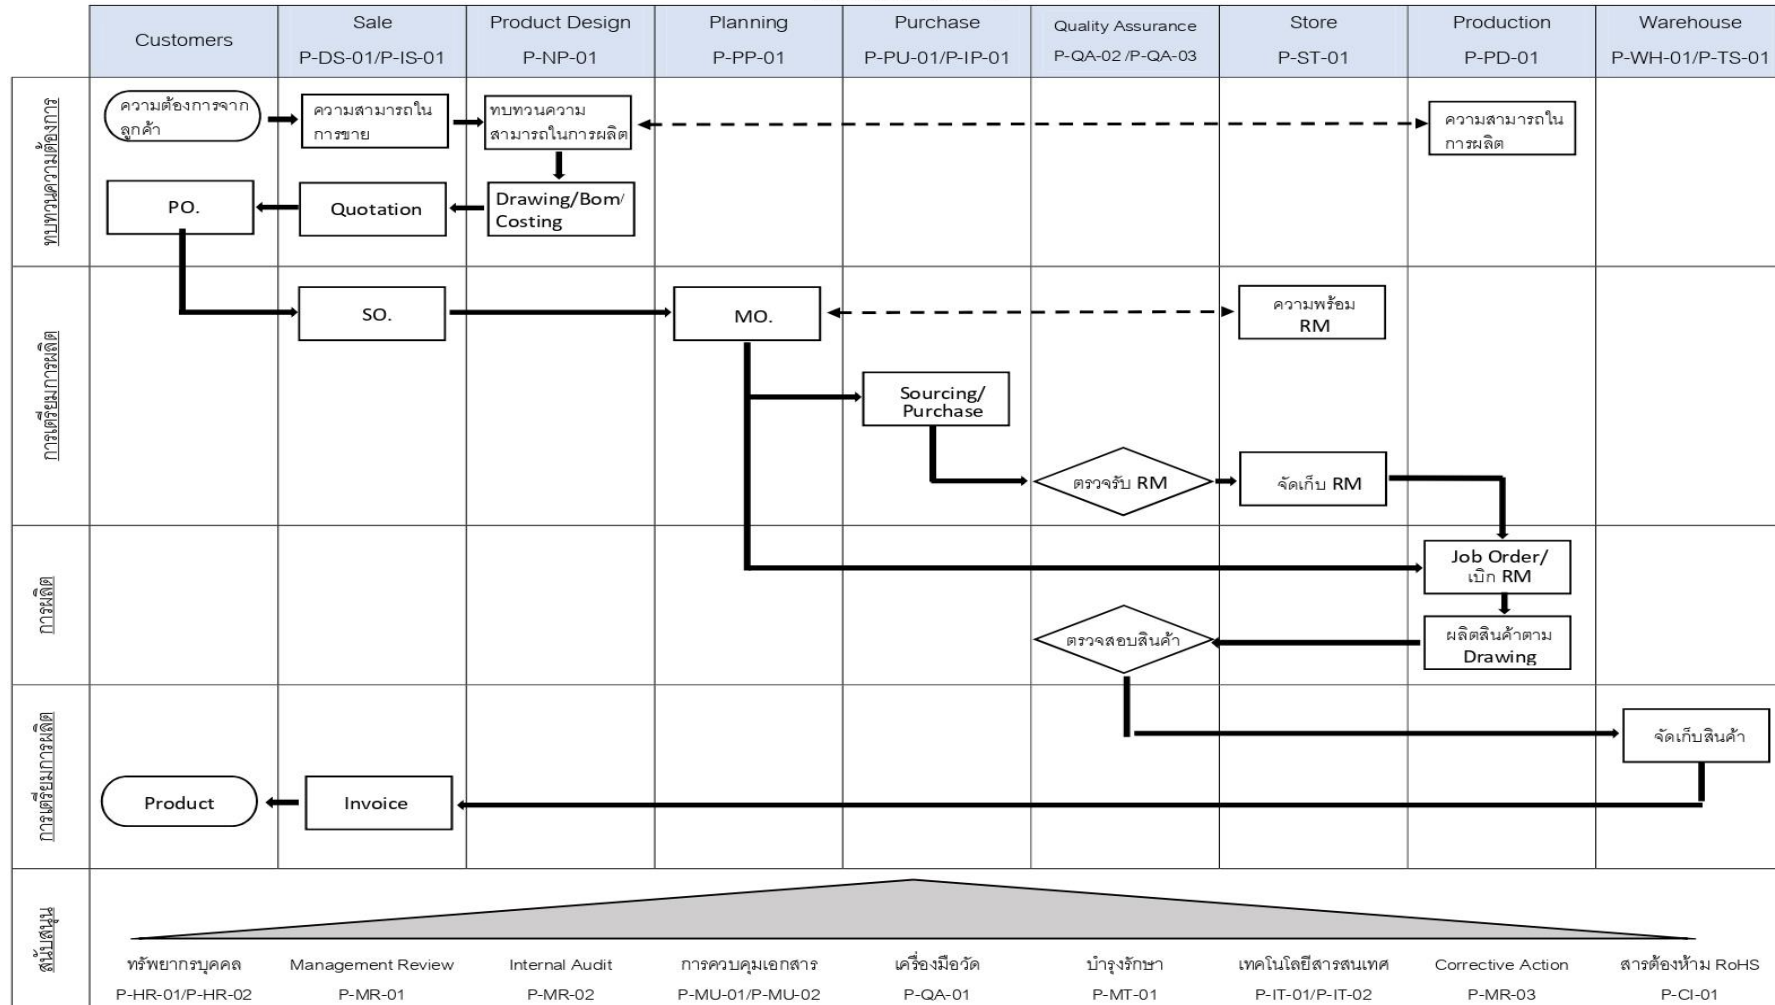 Customers
Sale
P-DS-01/P-IS-01
Product Design
P-NP-01
Planning
P-PP-01
Purchase
P-PU-01/P-IP-01
Quality Assurance
P-QA-02 /P-QA-03
Store
P-ST-01
Production
P-PD-01
Warehouse
P-WH-01/P-TS-01
ทบทวนความต้องการ
ความต้องการจาก
ลูกค้า
ความสามารถใน
การขาย
ทบทวนความ
สามารถในการผลิต
ความสามารถใน
การผลิต
PO.
Quotation
Drawing/Bom/
Costing
การเตรียมการผลิต
SO.
MO.
ความพร้อม
RM
Sourcing/
Purchase
ตรวจรับ RM
จัดเก็บ RM
การผลิต
Job Order/
เบิก RM
ตรวจสอบสินค้า
ผลิตสินค้าตาม
Drawing
การเตรียมการผลิต
จัดเก็บสินค้า
Product
Invoice
สนับสนุน
ทรัพยากรบุคคล
P-HR-01/P-HR-02
Management Review
P-MR-01
Internal Audit
P-MR-02
การควบคุมเอกสาร
P-MU-01/P-MU-02
เครื่องมือวัด
P-QA-01
บำรุงรักษา
P-MT-01
เทคโนโลยีสารสนเทศ
P-IT-01/P-IT-02
Corrective Action
P-MR-03
สารต้องห้าม RoHS
P-CI-01